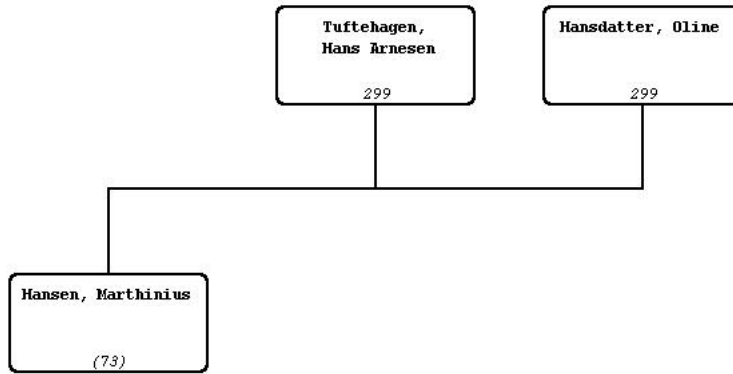 Tuftehagen,
Hans Arnesen
299
Hansdatter, Oline
299
Hansen, Marthinius
(73)